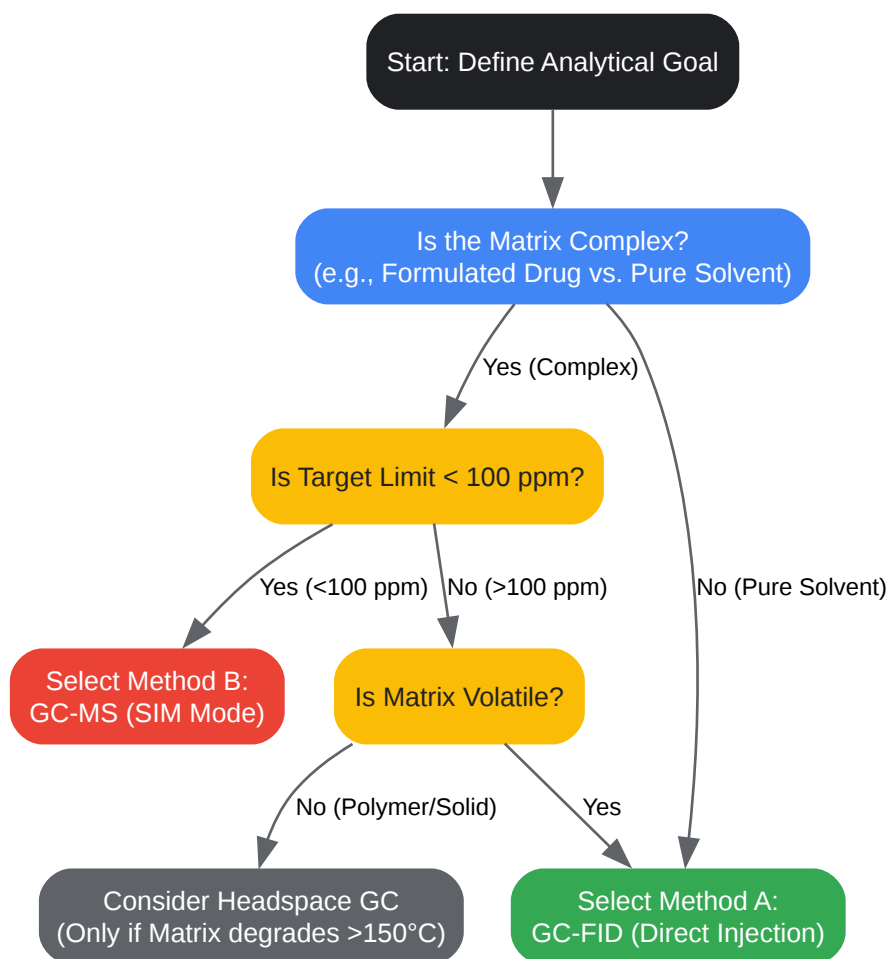 Start: Define Analytical Goal
Is the Matrix Complex?
(e.g., Formulated Drug vs. Pure Solvent)
Yes (Complex)
Is Target Limit < 100 ppm?
Yes (<100 ppm)
No (>100 ppm)
No (Pure Solvent)
Select Method B:
GC-MS (SIM Mode)
Is Matrix Volatile?
No (Polymer/Solid)
Yes
Consider Headspace GC
(Only if Matrix degrades >150°C)
Select Method A:
GC-FID (Direct Injection)